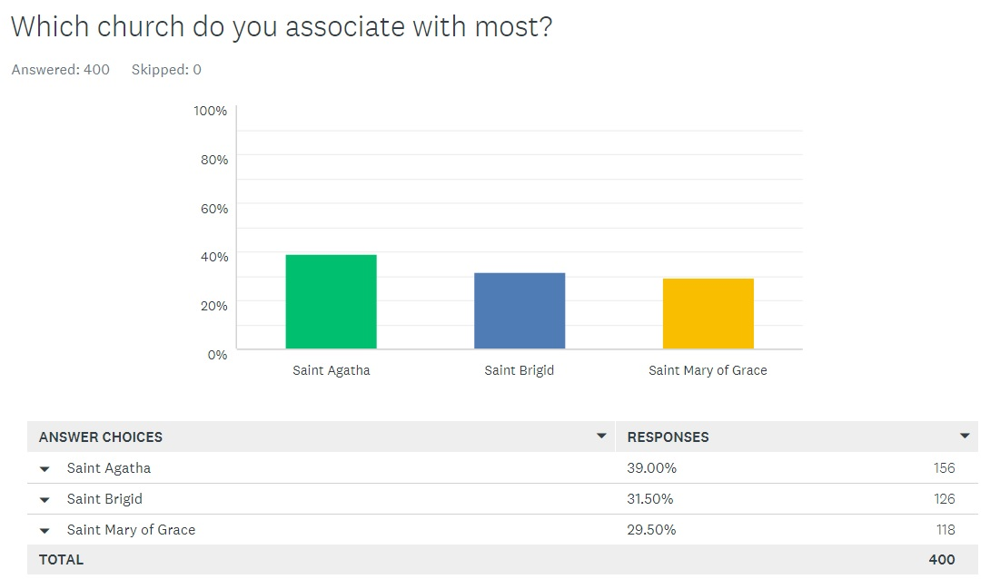 Which church do you associate with most?
Answered: 400 Skipped: 0
100%
80%
60%
40%
20%
0%
Saint Agatha Saint Brigid Saint Mary of Grace
ANSWER CHOICES RESPONSES
Saint Agatha 39.00% 156
Saint Brigid 31.50% 126
Saint Mary of Grace 29.50% 118
TOTAL 400